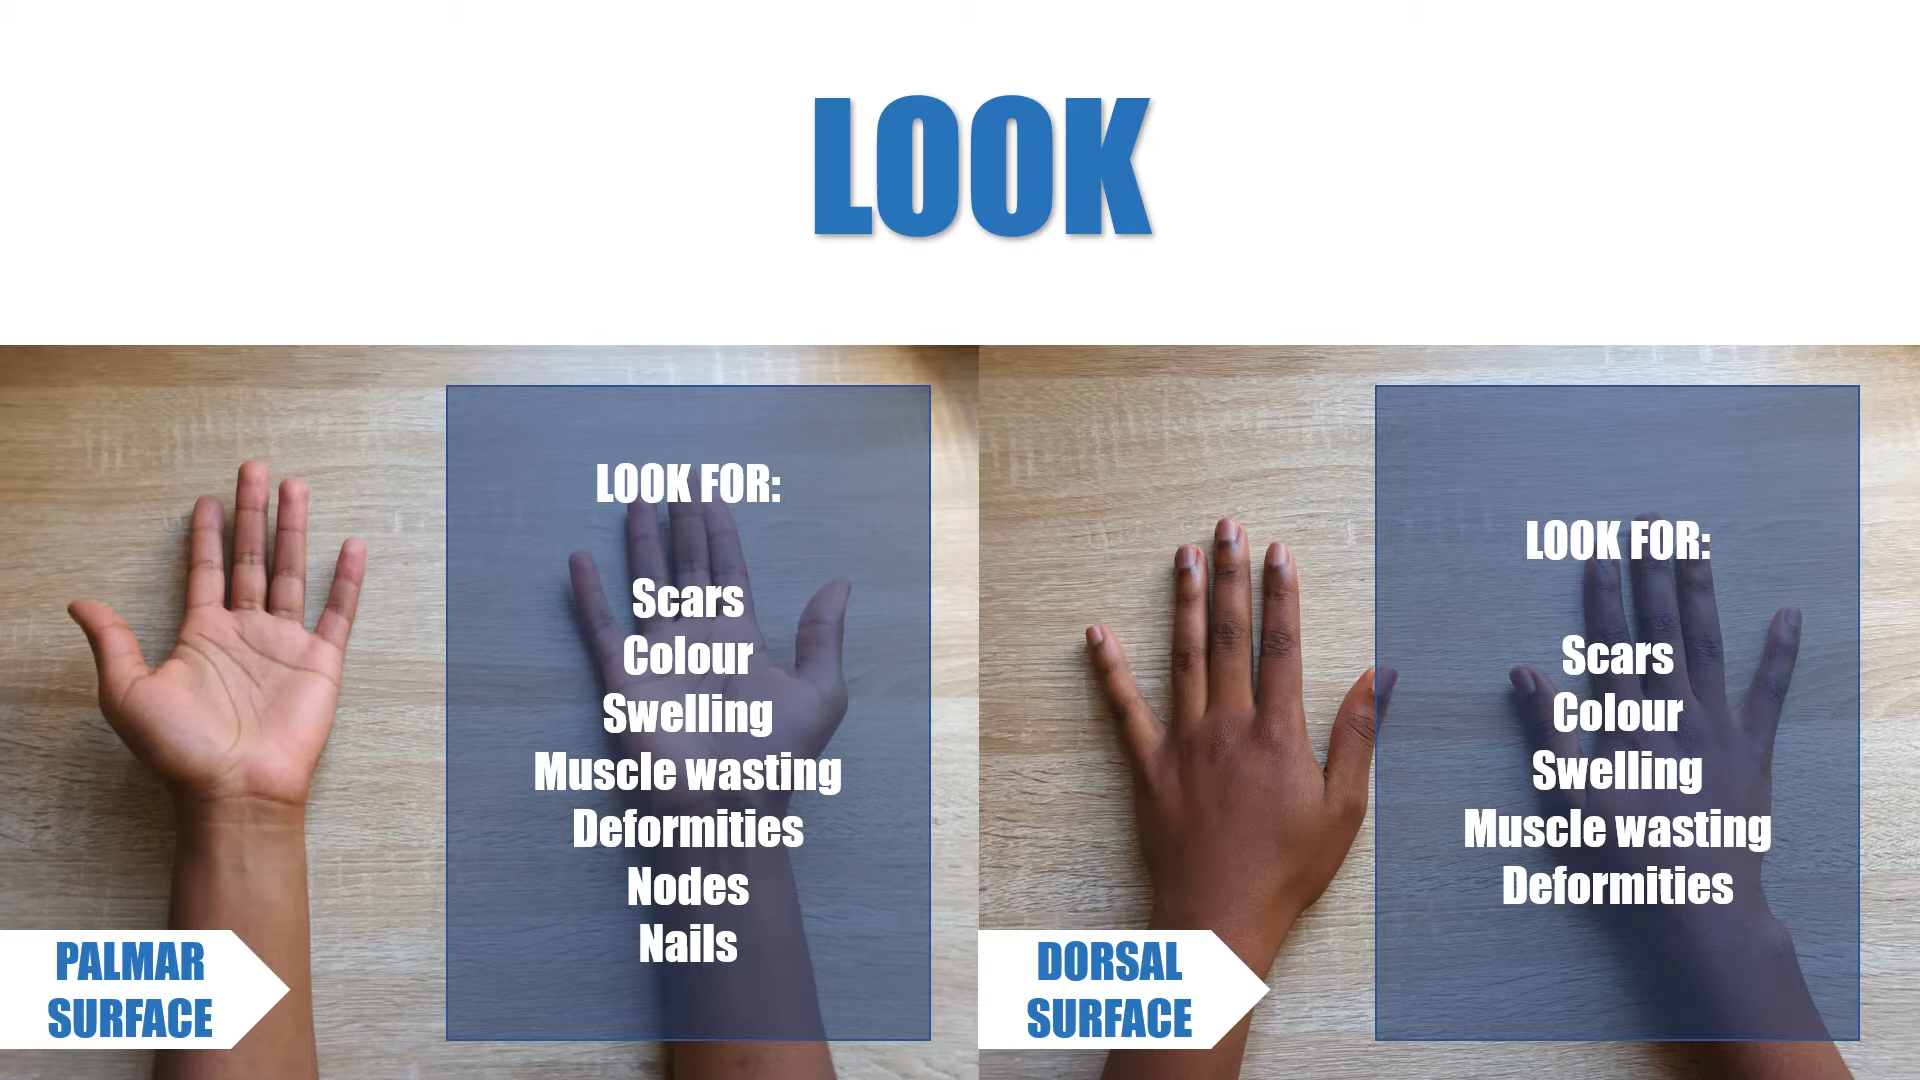 LOOK
LOOK FOR:
Scars
Colour
Swelling
Muscle wasting
Deformities
Nodes
Nails
PALMAR
SURFACE
LOOK FOR:
Scars
Colour
Swelling
Muscle wasting
Deformities
DORSAL
SURFACE